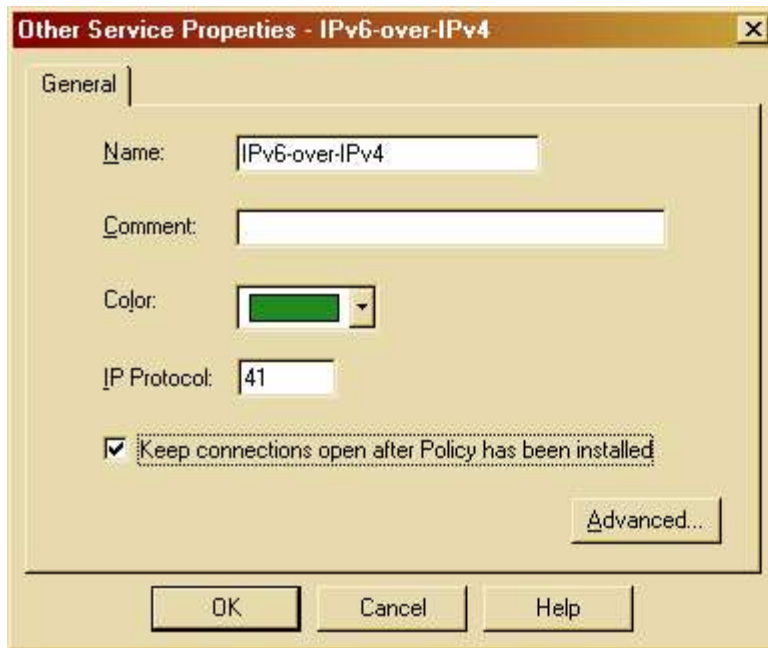 Other Service Properties - IPv6-over-IPv4
General
Name: IPv6-over-IPv4
Comment:
Color:
IP Protocol: 41
Keep connections open after Policy has been installed
Advanced...
OK Cancel Help